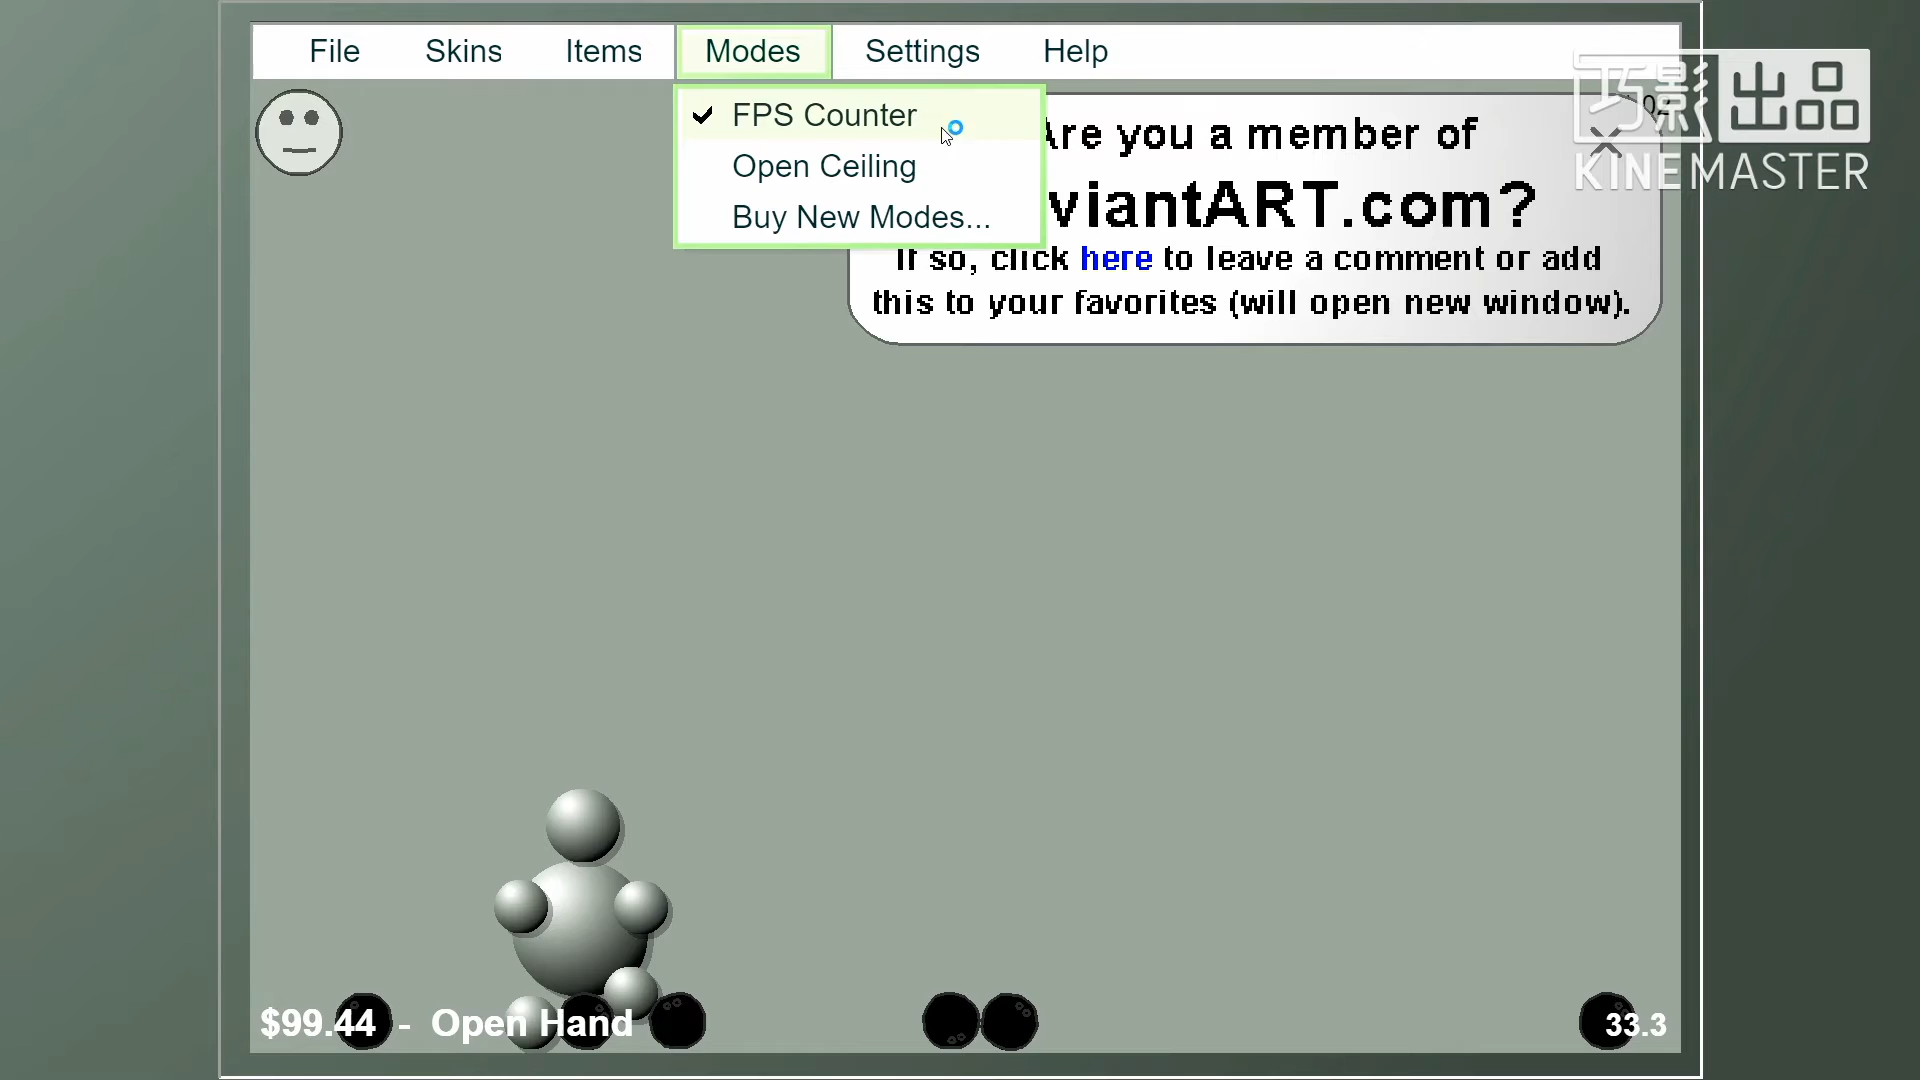 File Skins Items Modes Settings Help
FPS Counter
Open Ceiling
Buy New Modes...
Are you a member of
viantART.com?
If so, click here to leave a comment or add
this to your favorites (will open new window).
巧影出品
KINEMASTER
$99.44 - Open Hand
33.3